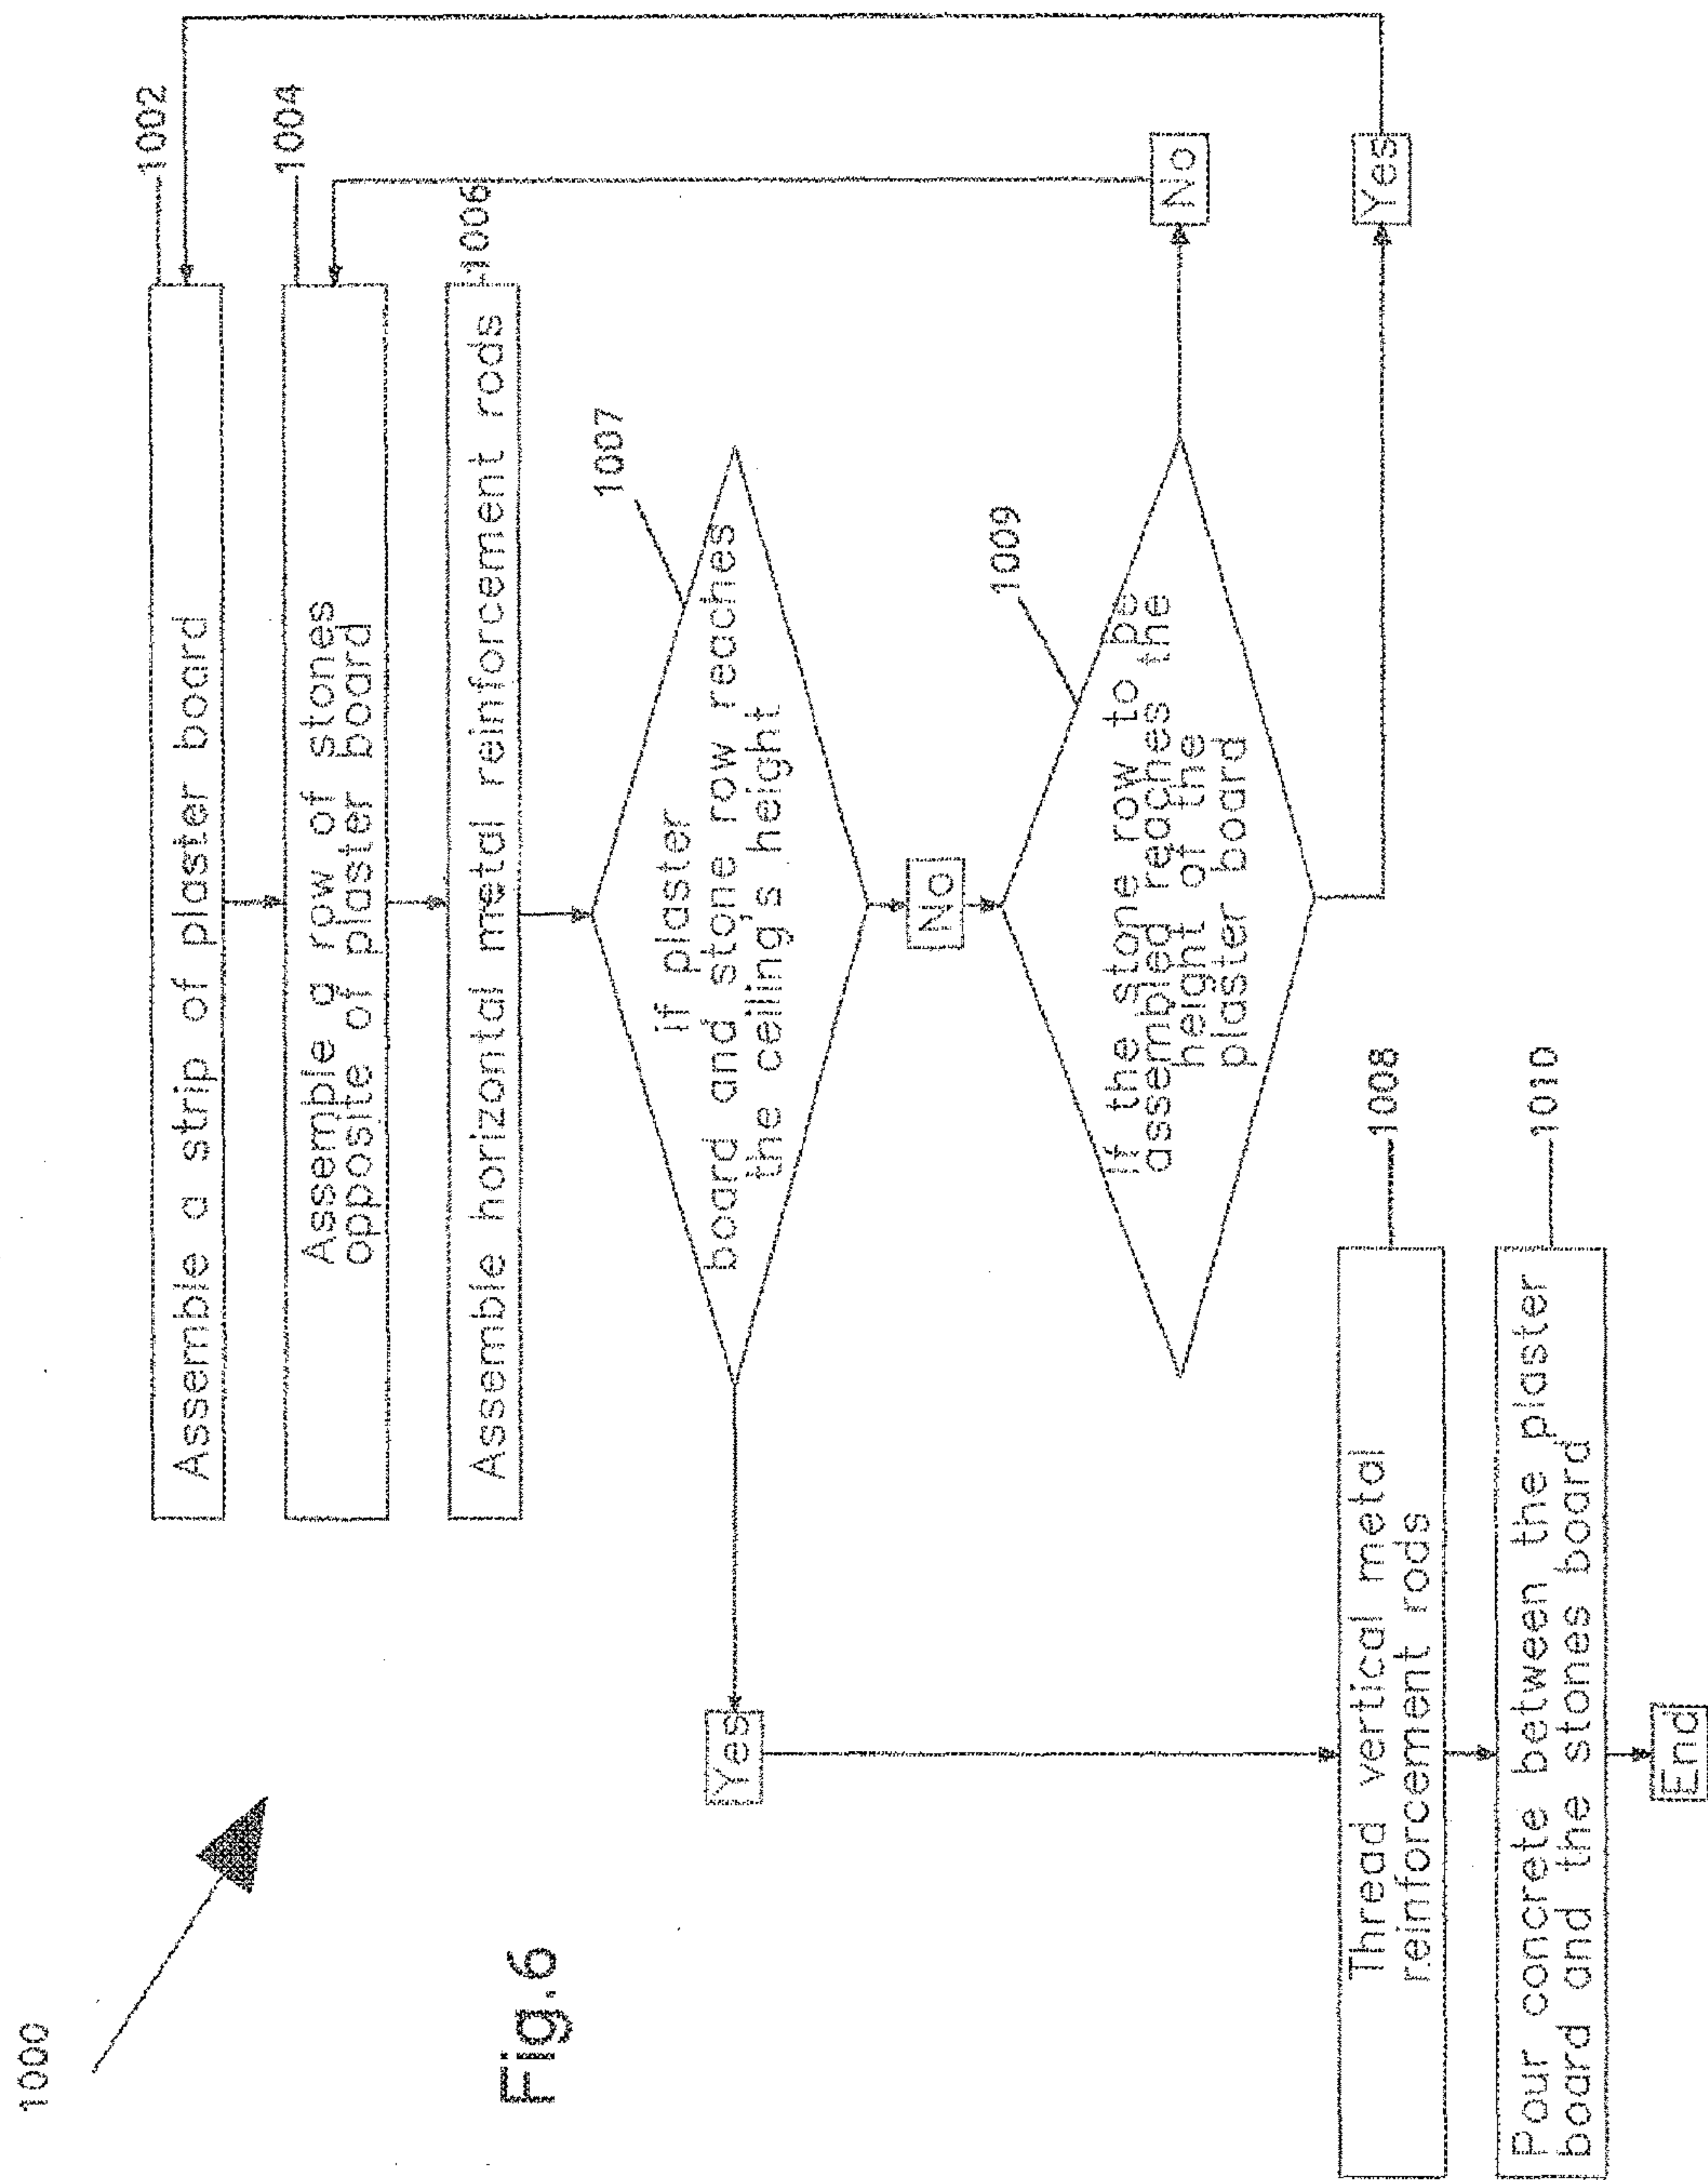 1000
1002
Assemble a strip of plaster board
1004
Assemble a row of stones
opposite of plaster board
1006
Assemble horizontal metal reinforcement rods
1007
if plaster
board and stone row reaches
the ceiling's height
Yes
No
1009
If the stone row to be
assembled reaches the
height of the
plaster board
No
Yes
1008
Thread vertical metal
reinforcement rods
1010
Pour concrete between the plaster
board and the stones board
End
Fig.6